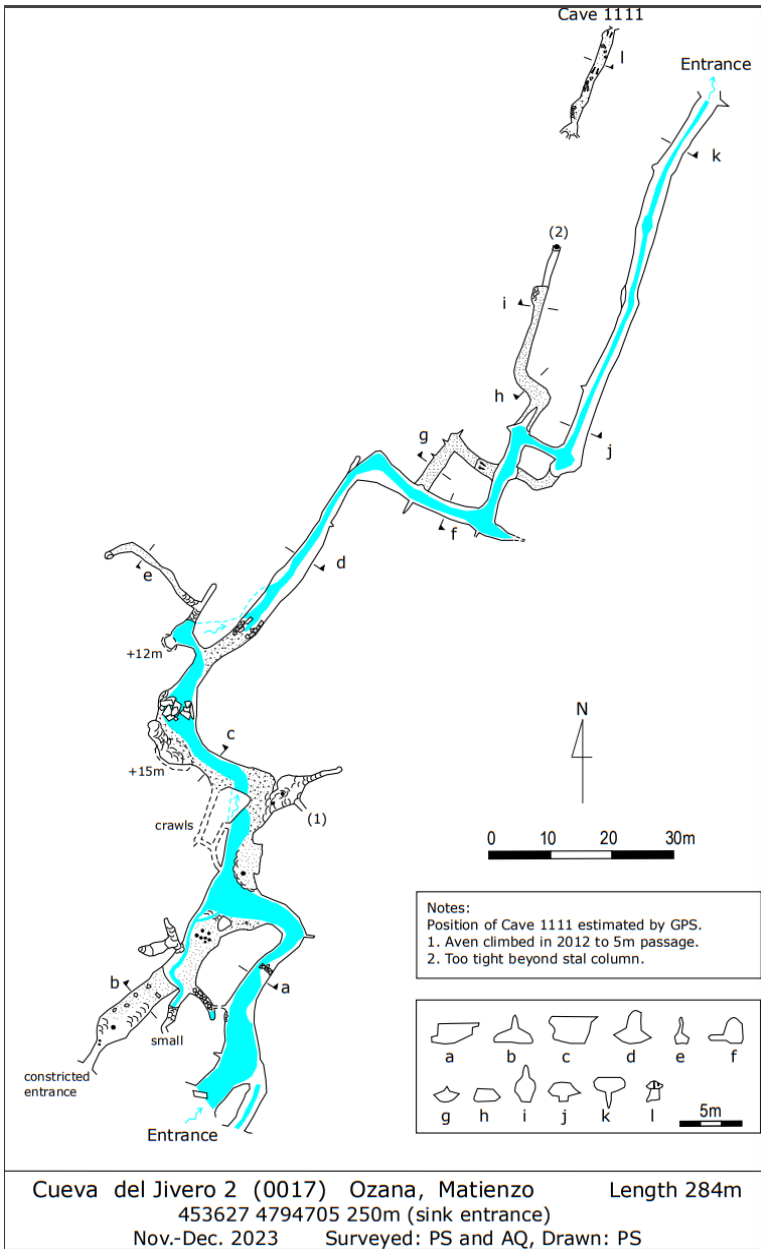 Cave 1111
l
Entrance
k
(2)
i
h
g
j
f
d
e
+12m
c
+15m
N
crawls
(1)
0 10 20 30m
b
a
small
constricted
entrance
Entrance
Notes:
Position of Cave 1111 estimated by GPS.
1. Aven climbed in 2012 to 5m passage.
2. Too tight beyond stal column.
a b c d e f
g h i j k l
5m
Cueva del Jivero 2 (0017) Ozana, Matienzo Length 284m
453627 4794705 250m (sink entrance)
Nov.-Dec. 2023 Surveyed: PS and AQ, Drawn: PS